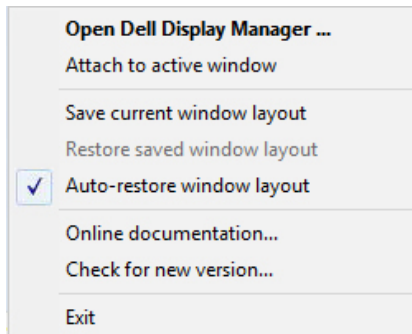 Open Dell Display Manager ...
Attach to active window
Save current window layout
Restore saved window layout
Auto-restore window layout
Online documentation...
Check for new version...
Exit